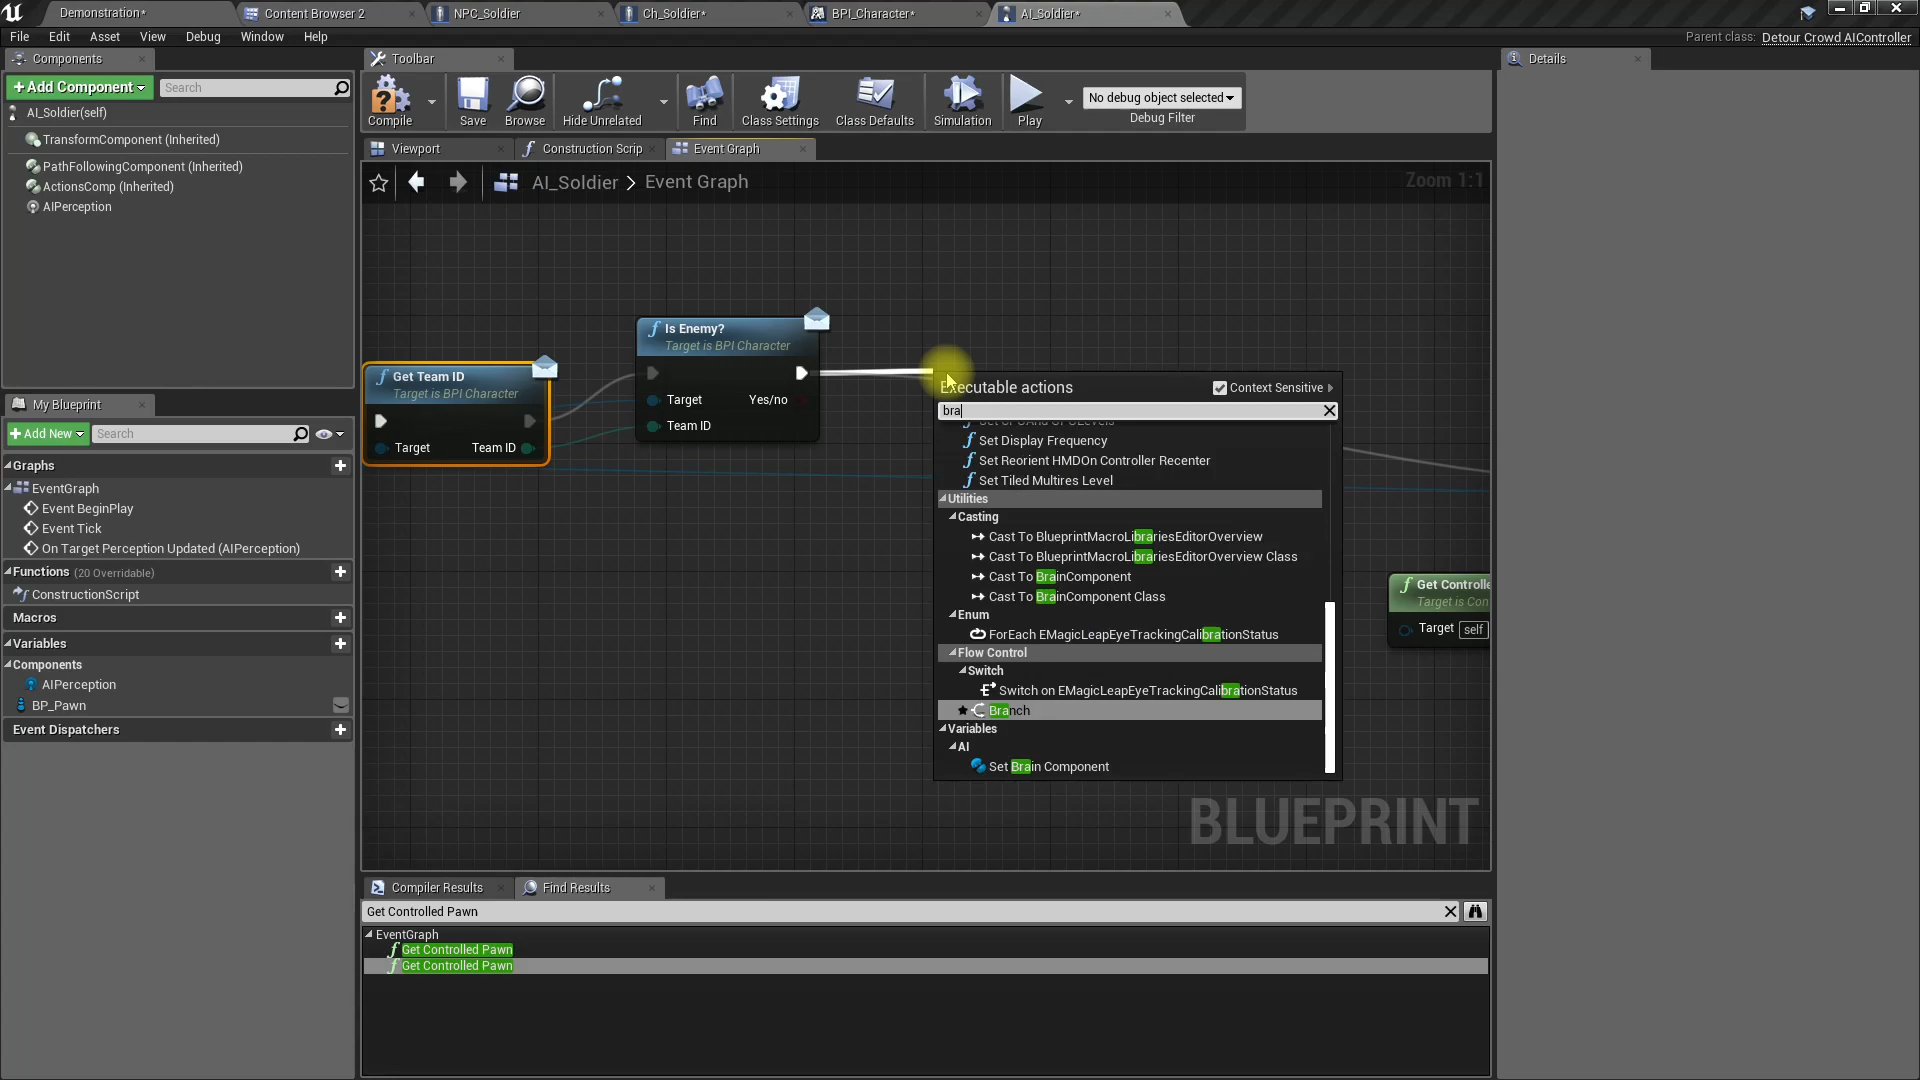 Demonstration*
Content Browser 2
NPC_Soldier
Ch_Soldier*
BPI_Character*
AI_Soldier*
File Edit Asset View Debug Window Help
Parent class: Detour Crowd AIController
Components
+Add Component
Search
AI_Soldier(self)
TransformComponent (Inherited)
PathFollowingComponent (Inherited)
ActionsComp (Inherited)
AIPerception
My Blueprint
+Add New
Search
Graphs
EventGraph
Event BeginPlay
Event Tick
On Target Perception Updated (AIPerception)
Functions (20 Overridable)
ConstructionScript
Macros
Variables
Components
AIPerception
BP_Pawn
Event Dispatchers
Toolbar
Compile
Save
Browse
Hide Unrelated
Find
Class Settings
Class Defaults
Simulation
Play
No debug object selected
Debug Filter
Viewport
Construction Scrip
Event Graph
AI_Soldier > Event Graph
Zoom 1:1
Get Team ID
Target is BPI Character
Target
Team ID
Is Enemy?
Target is BPI Character
Target
Yes/no
Team ID
Executable actions
Context Sensitive
bra
Set Display Frequency
Set Reorient HMDOn Controller Recenter
Set Tiled Multires Level
Utilities
Casting
Cast To BlueprintMacroLibrariesEditorOverview
Cast To BlueprintMacroLibrariesEditorOverview Class
Cast To BrainComponent
Cast To BrainComponent Class
Enum
ForEach EMagicLeapEyeTrackingCalibrationStatus
Flow Control
Switch
Switch on EMagicLeapEyeTrackingCalibrationStatus
Branch
Variables
AI
Set Brain Component
Get Controlle
Target is Con
Target self
BLUEPRINT
Compiler Results
Find Results
Get Controlled Pawn
EventGraph
Get Controlled Pawn
Get Controlled Pawn
Details